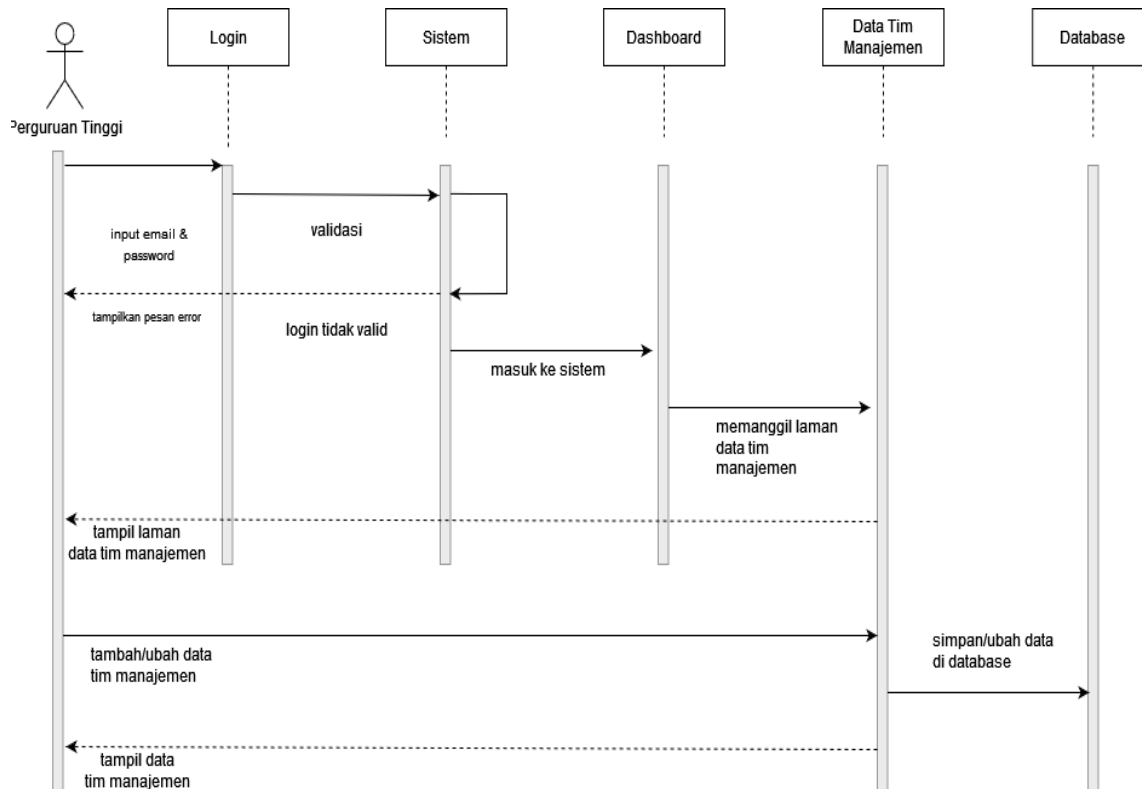 Login
Sistem
Dashboard
Data Tim
Manajemen
Database
Perguruan Tinggi
input email &
password
validasi
tampilkan pesan error
login tidak valid
masuk ke sistem
memanggil laman
data tim
manajemen
tampil laman
data tim manajemen
tambah/ubah data
tim manajemen
simpan/ubah data
di database
tampil data
tim manajemen